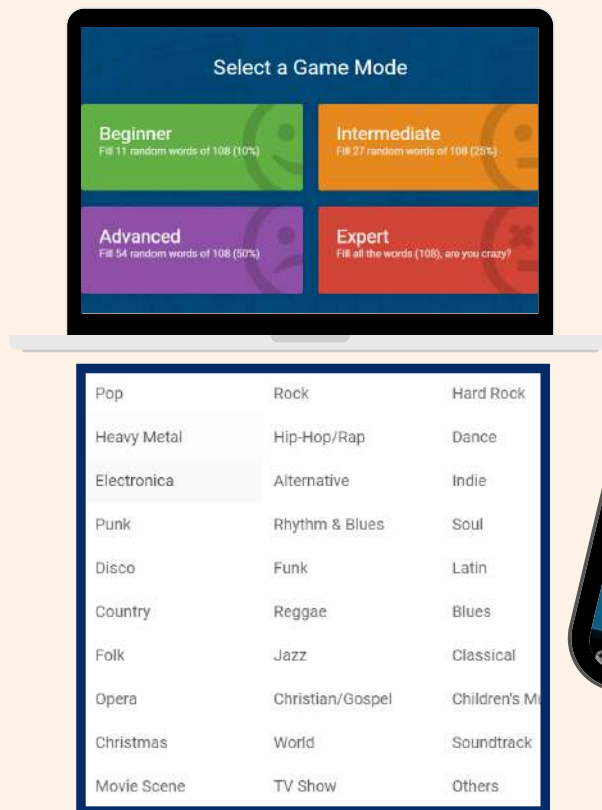 Select a Game Mode
Beginner
Fill 11 random words of 108 (10%)
Intermediate
Fill 27 random words of 108 (25%)
Advanced
Fill 54 random words of 108 (50%)
Expert
Fill all the words (108), are you crazy?
Pop Rock Hard Rock
Heavy Metal Hip-Hop/Rap Dance
Electronica Alternative Indie
Punk Rhythm & Blues Soul
Disco Funk Latin
Country Reggae Blues
Folk Jazz Classical
Opera Christian/Gospel Children's
Christmas World Soundtrack
Movie Scene TV Show Others